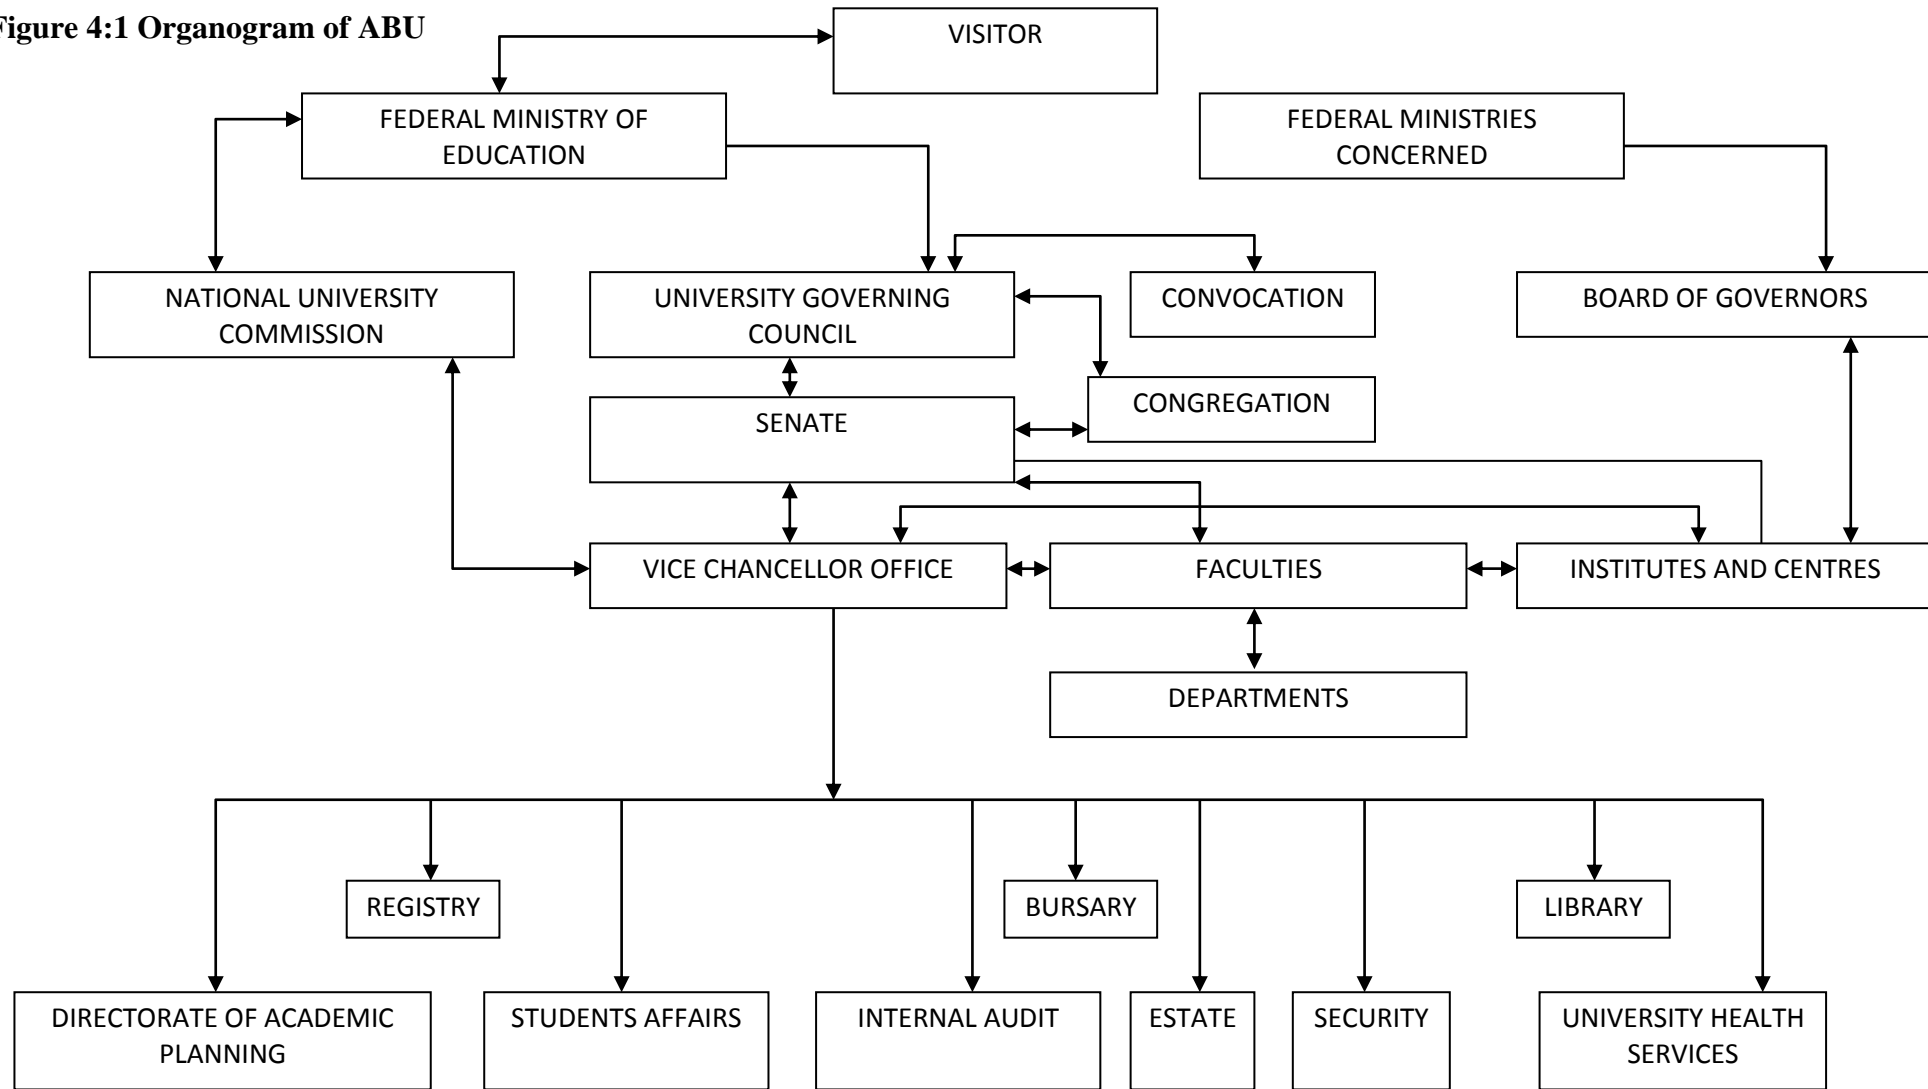 Figure 4:1 Organogram of ABU
VISITOR
FEDERAL MINISTRY OF
EDUCATION
FEDERAL MINISTRIES
CONCERNED
NATIONAL UNIVERSITY
COMMISSION
UNIVERSITY GOVERNING
COUNCIL
CONVOCATION
BOARD OF GOVERNORS
CONGREGATION
SENATE
VICE CHANCELLOR OFFICE
FACULTIES
INSTITUTES AND CENTRES
DEPARTMENTS
REGISTRY
BURSARY
LIBRARY
DIRECTORATE OF ACADEMIC
PLANNING
STUDENTS AFFAIRS
INTERNAL AUDIT
ESTATE
SECURITY
UNIVERSITY HEALTH
SERVICES